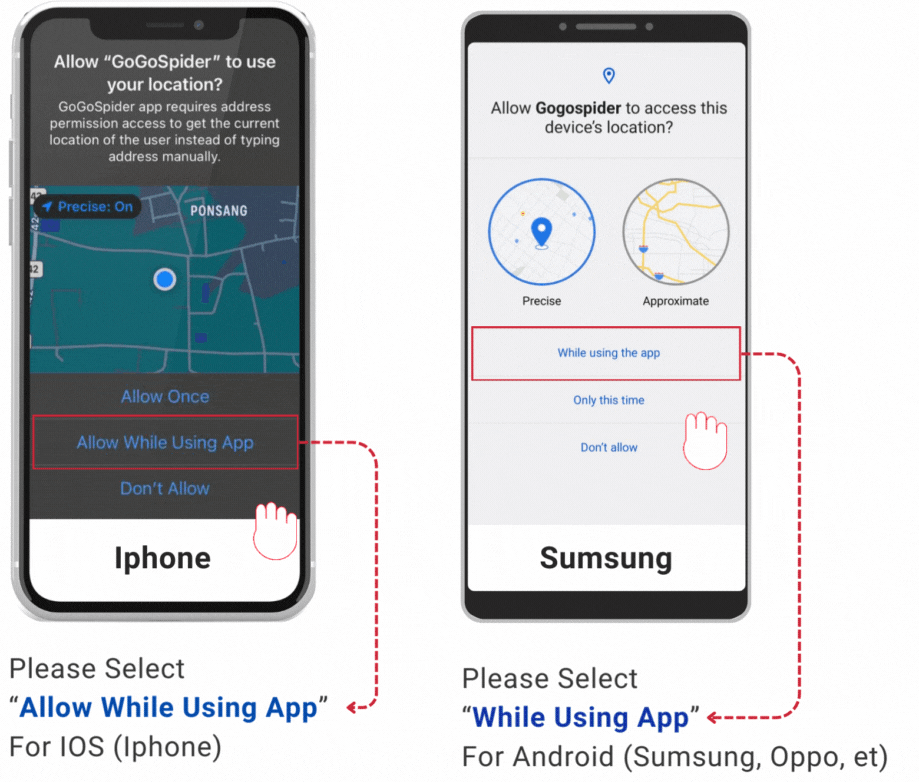 Allow “GoGoSpider” to use
your location?
GoGoSpider app requires address
permission access to get the current
location of the user instead of typing
address manually.
Precise: On
PONSANG
42
42
42
Allow Once
Allow While Using App
Don’t Allow
Iphone
Please Select
“Allow While Using App”
For IOS (Iphone)
Allow Gogospider to access this
device’s location?
Precise
Approximate
While using the app
Only this time
Don’t allow
Sumsung
Please Select
“While Using App”
For Android (Sumsung, Oppo, et)